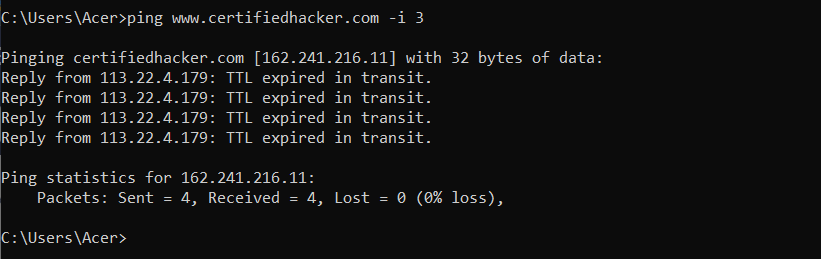 C:\Users\Acer>ping www.certifiedhacker.com -i 3
Pinging certifiedhacker.com [162.241.216.11] with 32 bytes of data:
Reply from 113.22.4.179: TTL expired in transit.
Reply from 113.22.4.179: TTL expired in transit.
Reply from 113.22.4.179: TTL expired in transit.
Reply from 113.22.4.179: TTL expired in transit.
Ping statistics for 162.241.216.11:
    Packets: Sent = 4, Received = 4, Lost = 0 (0% loss),
C:\Users\Acer>